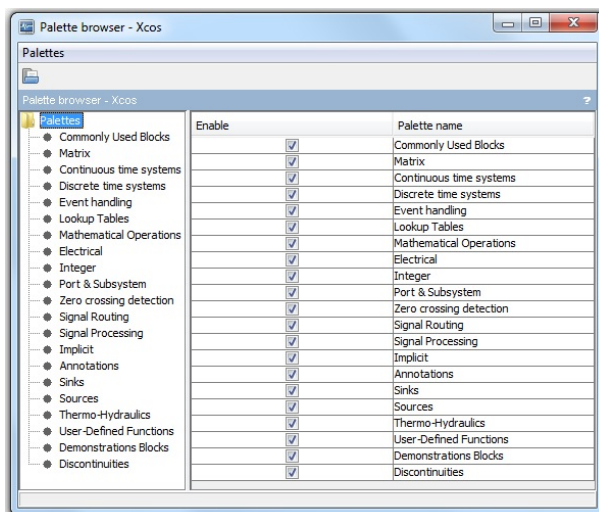 Palette browser - Xcos
Palettes
Palette browser - Xcos ?
Palettes
Commonly Used Blocks
Matrix
Continuous time systems
Discrete time systems
Event handling
Lookup Tables
Mathematical Operations
Electrical
Integer
Port & Subsystem
Zero crossing detection
Signal Routing
Signal Processing
Implicit
Annotations
Sinks
Sources
Thermo-Hydraulics
User-Defined Functions
Demonstrations Blocks
Discontinuities
Enable Palette name
Commonly Used Blocks
Matrix
Continuous time systems
Discrete time systems
Event handling
Lookup Tables
Mathematical Operations
Electrical
Integer
Port & Subsystem
Zero crossing detection
Signal Routing
Signal Processing
Implicit
Annotations
Sinks
Sources
Thermo-Hydraulics
User-Defined Functions
Demonstrations Blocks
Discontinuities